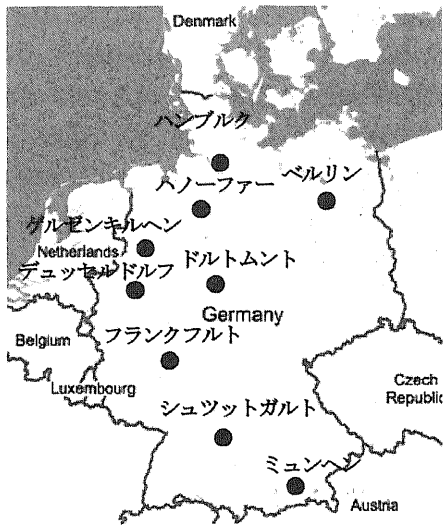 Denmark
ハンブルク
ハノーファー
ベルリン
ゲルゼンキルヘン
Netherlands
デュッセルドルフ
ドルトムント
Germany
Belgium
フランクフルト
Luxembourg
Czech
Republic
シュツットガルト
ミュンヘン
Austria